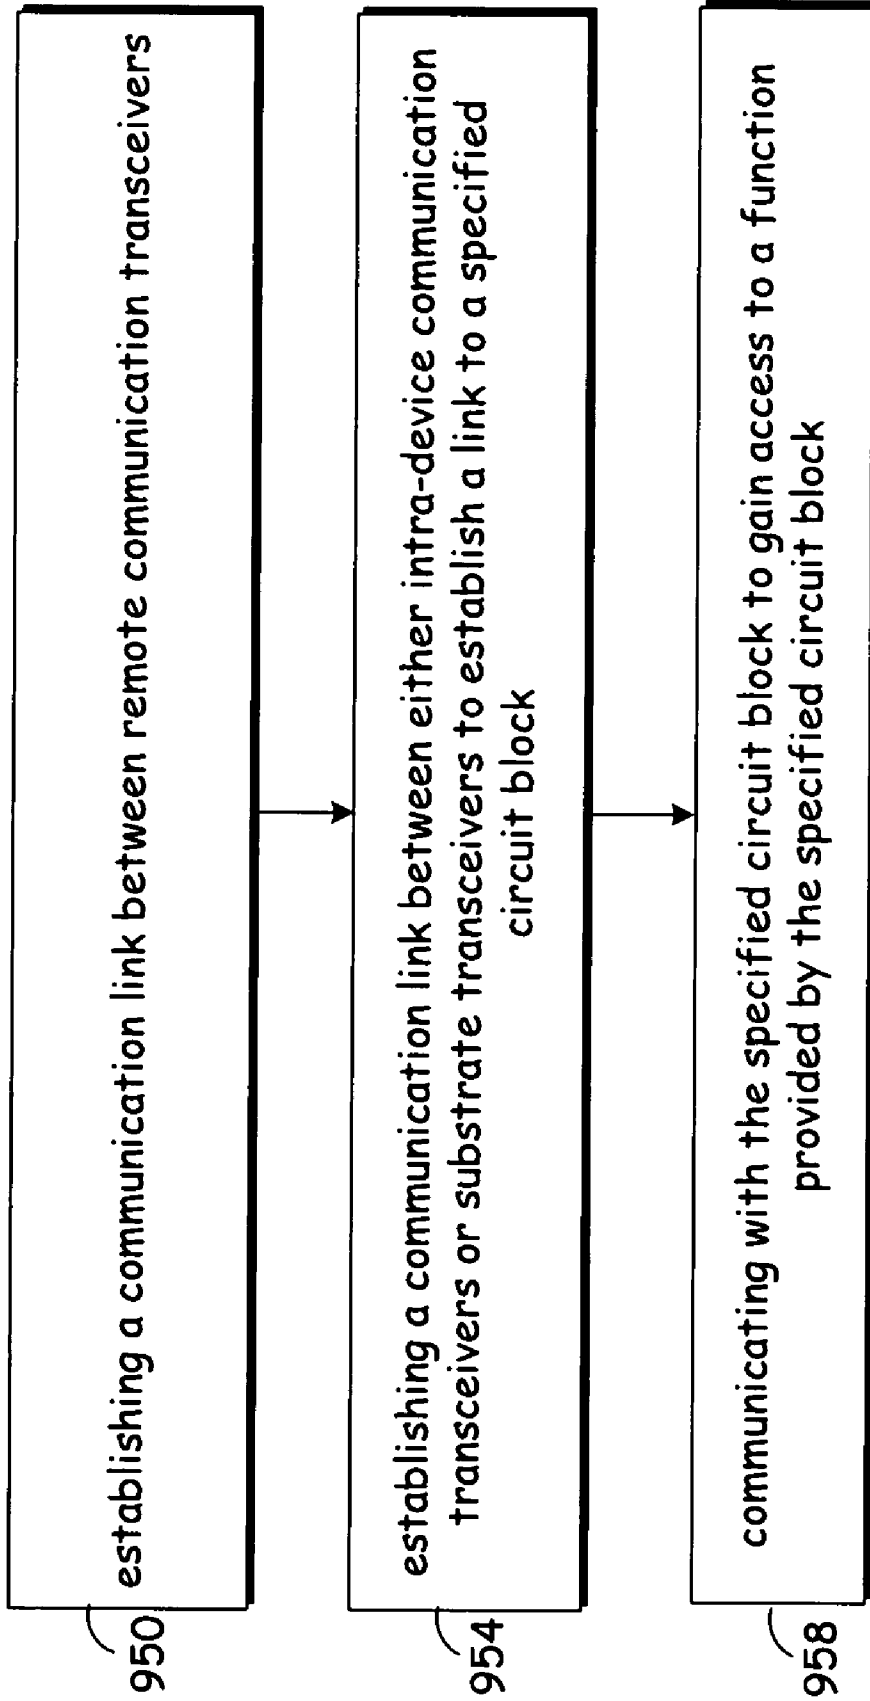 establishing a communication link between remote communication transceivers
950
establishing a communication link between either intra-device communication
transceivers or substrate transceivers to establish a link to a specified
circuit block
954
communicating with the specified circuit block to gain access to a function
provided by the specified circuit block
958